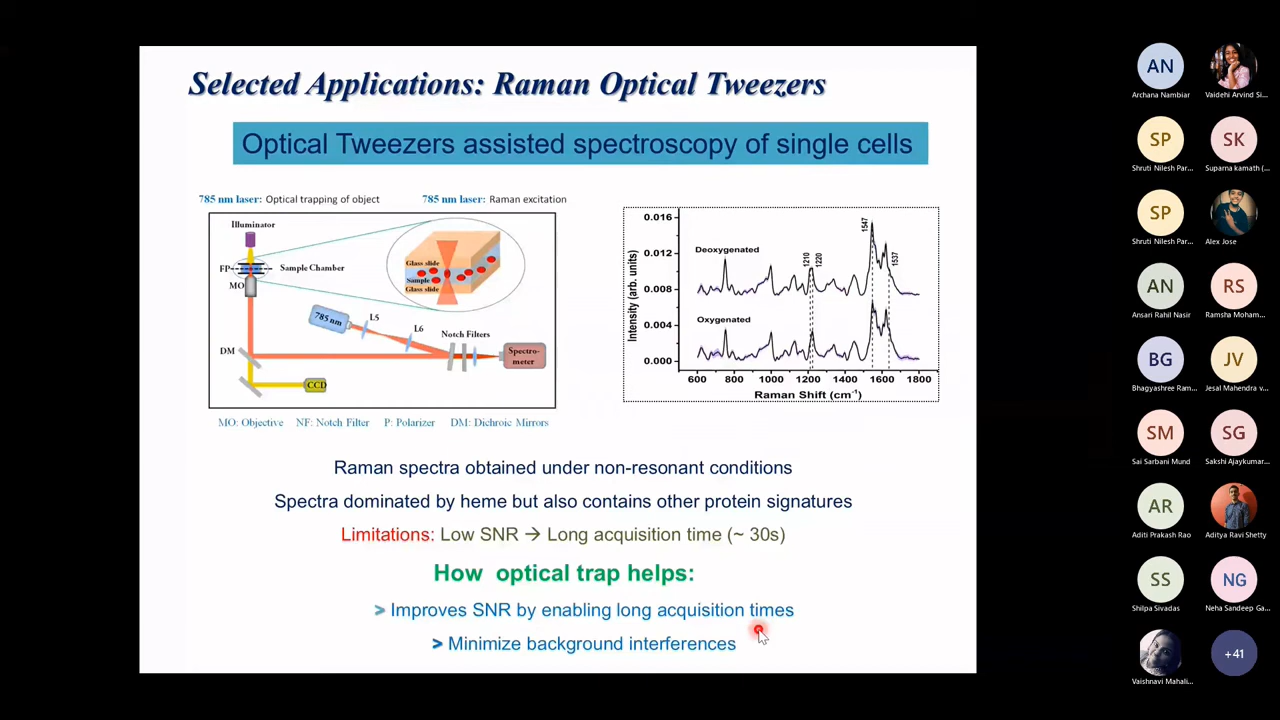 Selected Applications: Raman Optical Tweezers
Optical Tweezers assisted spectroscopy of single cells
785 nm laser: Optical trapping of object
785 nm laser: Raman excitation
Illuminator
FP
Sample Chamber
MO
Glass slide
Sample
Glass slide
785 nm
L5
L6
Notch Filters
Spectro-
meter
DM
CCD
MO: Objective NF: Notch Filter P: Polarizer DM: Dichroic Mirrors
Intensity (arb. units)
0.016
0.012
0.008
0.004
0.000
Deoxygenated
Oxygenated
1210
1220
1547
1537
600 800 1000 1200 1400 1600 1800
Raman Shift (cm⁻¹)
Raman spectra obtained under non-resonant conditions
Spectra dominated by heme but also contains other protein signatures
Limitations: Low SNR → Long acquisition time (~ 30s)
How optical trap helps:
> Improves SNR by enabling long acquisition times
> Minimize background interferences
AN
Archana Nambiar
Vaidehi Arvind Si...
SP
Shruti Nilesh Par...
SK
Suparna kamath (...
SP
Shruti Nilesh Par...
Alex Jose
AN
Ansari Rahil Nasir
RS
Ramsha Moham...
BG
Bhagyashree Ram...
JV
Jesal Mahendra v...
SM
Sai Sarbani Mund
SG
Sakshi Ajaykumar...
AR
Aditi Prakash Rao
Aditya Ravi Shetty
SS
Shilpa Sivadas
NG
Neha Sandeep Ga...
Vaishnavi Mahali...
+41